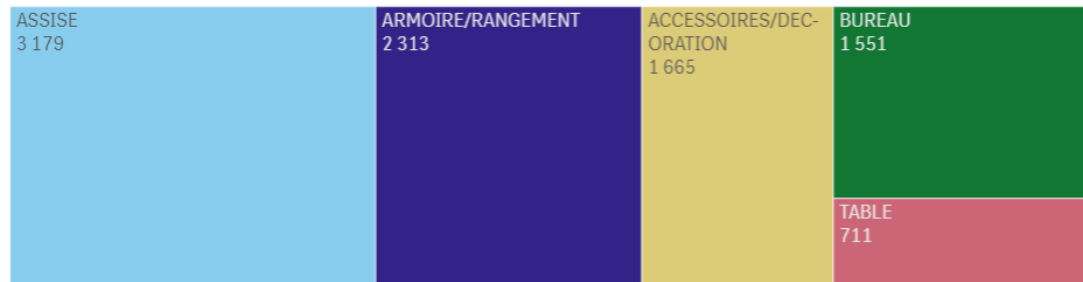 ASSISE
3 179
ARMOIRE/RANGEMENT
2 313
ACCESSOIRES/DEC-
ORATION
1 665
BUREAU
1 551
TABLE
711